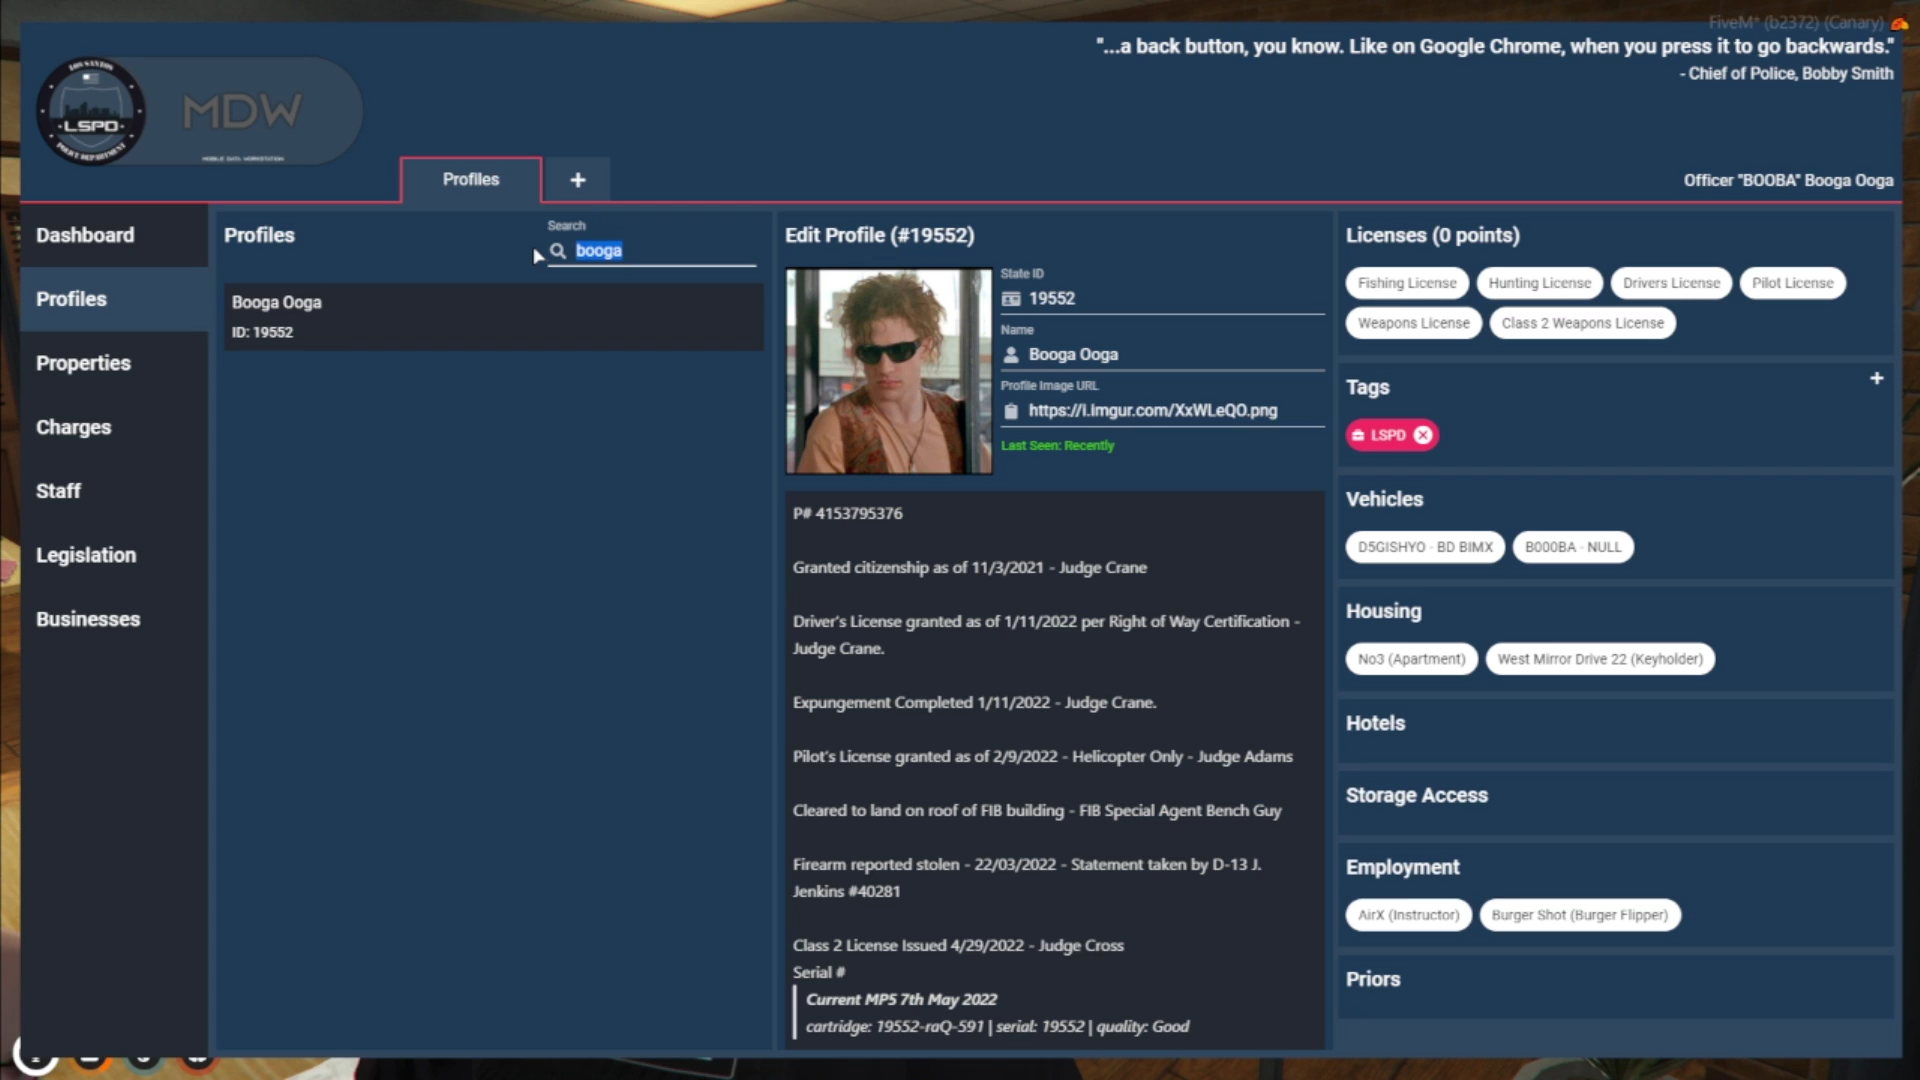 FiveM* (b2372) (Canary)
"...a back button, you know. Like on Google Chrome, when you press it to go backwards."
- Chief of Police, Bobby Smith
LOS SANTOS
LSPD
POLICE DEPARTMENT
MDW
MOBILE DATA WORKSTATION
Profiles
+
Officer "BOOBA" Booga Ooga
Dashboard
Profiles
Properties
Charges
Staff
Legislation
Businesses
Profiles
Search
booga
Booga Ooga
ID: 19552
Edit Profile (#19552)
State ID
19552
Name
Booga Ooga
Profile Image URL
https://i.imgur.com/XxWLeQO.png
Last Seen: Recently
P# 4153795376
Granted citizenship as of 11/3/2021 - Judge Crane
Driver's License granted as of 1/11/2022 per Right of Way Certification -
Judge Crane.
Expungement Completed 1/11/2022 - Judge Crane.
Pilot's License granted as of 2/9/2022 - Helicopter Only - Judge Adams
Cleared to land on roof of FIB building - FIB Special Agent Bench Guy
Firearm reported stolen - 22/03/2022 - Statement taken by D-13 J.
Jenkins #40281
Class 2 License Issued 4/29/2022 - Judge Cross
Serial #
Current MP5 7th May 2022
cartridge: 19552-raQ-591 | serial: 19552 | quality: Good
Licenses (0 points)
Fishing License Hunting License Drivers License Pilot License
Weapons License Class 2 Weapons License
Tags +
LSPD
Vehicles
D5GISHYO - BD BIMX B000BA - NULL
Housing
No3 (Apartment) West Mirror Drive 22 (Keyholder)
Hotels
Storage Access
Employment
AirX (Instructor) Burger Shot (Burger Flipper)
Priors